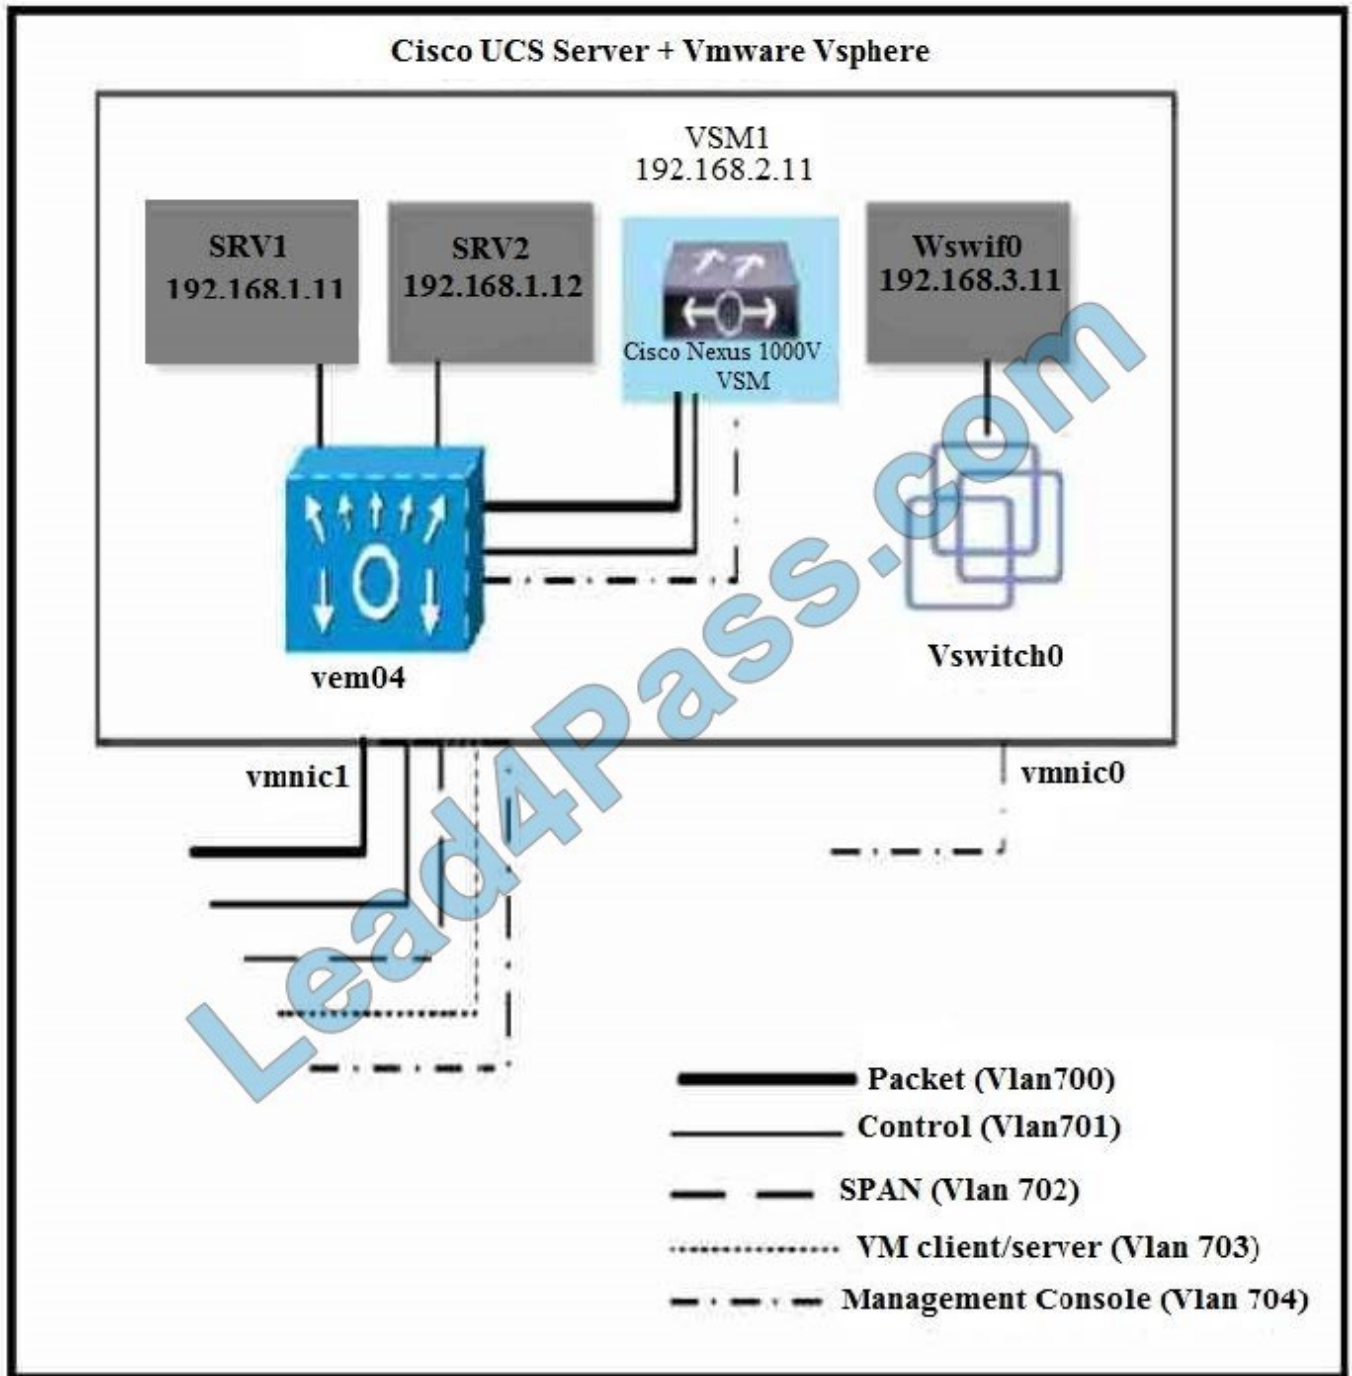 Cisco UCS Server + Vmware Vsphere
VSM1
192.168.2.11
SRV1
192.168.1.11
SRV2
192.168.1.12
Cisco Nexus 1000V
VSM
Wswif0
192.168.3.11
vem04
Vswitch0
vmnic1
vmnic0
Lead4Pass.com
Packet (Vlan700)
Control (Vlan701)
SPAN (Vlan 702)
VM client/server (Vlan 703)
Management Console (Vlan 704)